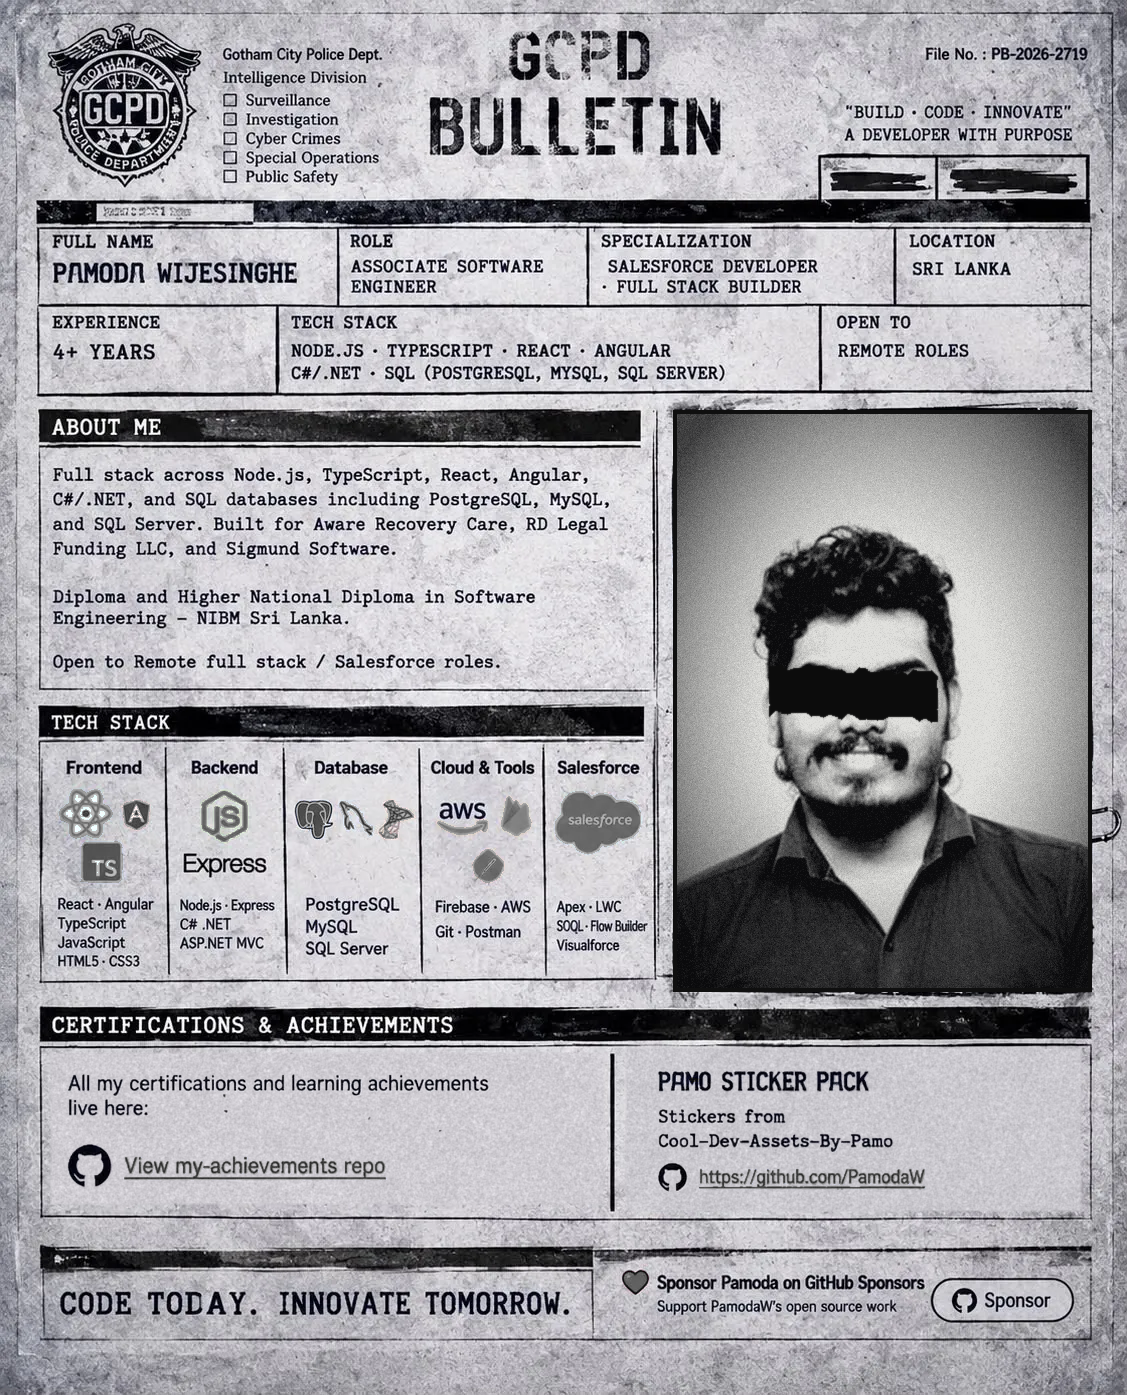 GOTHAM CITY
GCPD
POLICE DEPARTMENT
Gotham City Police Dept.
Intelligence Division
Surveillance
Investigation
Cyber Crimes
Special Operations
Public Safety
GCPD
BULLETIN
File No. : PB-2026-2719
"BUILD · CODE · INNOVATE"
A DEVELOPER WITH PURPOSE
FULL NAME
PAMODA WIJESINGHE
ROLE
ASSOCIATE SOFTWARE
ENGINEER
SPECIALIZATION
SALESFORCE DEVELOPER
· FULL STACK BUILDER
LOCATION
SRI LANKA
EXPERIENCE
4+ YEARS
TECH STACK
NODE.JS · TYPESCRIPT · REACT · ANGULAR
C#/.NET · SQL (POSTGRESQL, MYSQL, SQL SERVER)
OPEN TO
REMOTE ROLES
ABOUT ME
Full stack across Node.js, TypeScript, React, Angular,
C#/.NET, and SQL databases including PostgreSQL, MySQL,
and SQL Server. Built for Aware Recovery Care, RD Legal
Funding LLC, and Sigmund Software.
Diploma and Higher National Diploma in Software
Engineering – NIBM Sri Lanka.
Open to Remote full stack / Salesforce roles.
TECH STACK
Frontend
A
TS
React · Angular
TypeScript
JavaScript
HTML5 · CSS3
Backend
JS
Express
Node.js · Express
C# .NET
ASP.NET MVC
Database
PostgreSQL
MySQL
SQL Server
Cloud & Tools
aws
Firebase · AWS
Git · Postman
Salesforce
salesforce
Apex · LWC
SOQL · Flow Builder
Visualforce
CERTIFICATIONS & ACHIEVEMENTS
All my certifications and learning achievements
live here:
View my-achievements repo
PAMO STICKER PACK
Stickers from
Cool-Dev-Assets-By-Pamo
https://github.com/PamodaW
CODE TODAY. INNOVATE TOMORROW.
Sponsor Pamoda on GitHub Sponsors
Support PamodaW's open source work
Sponsor